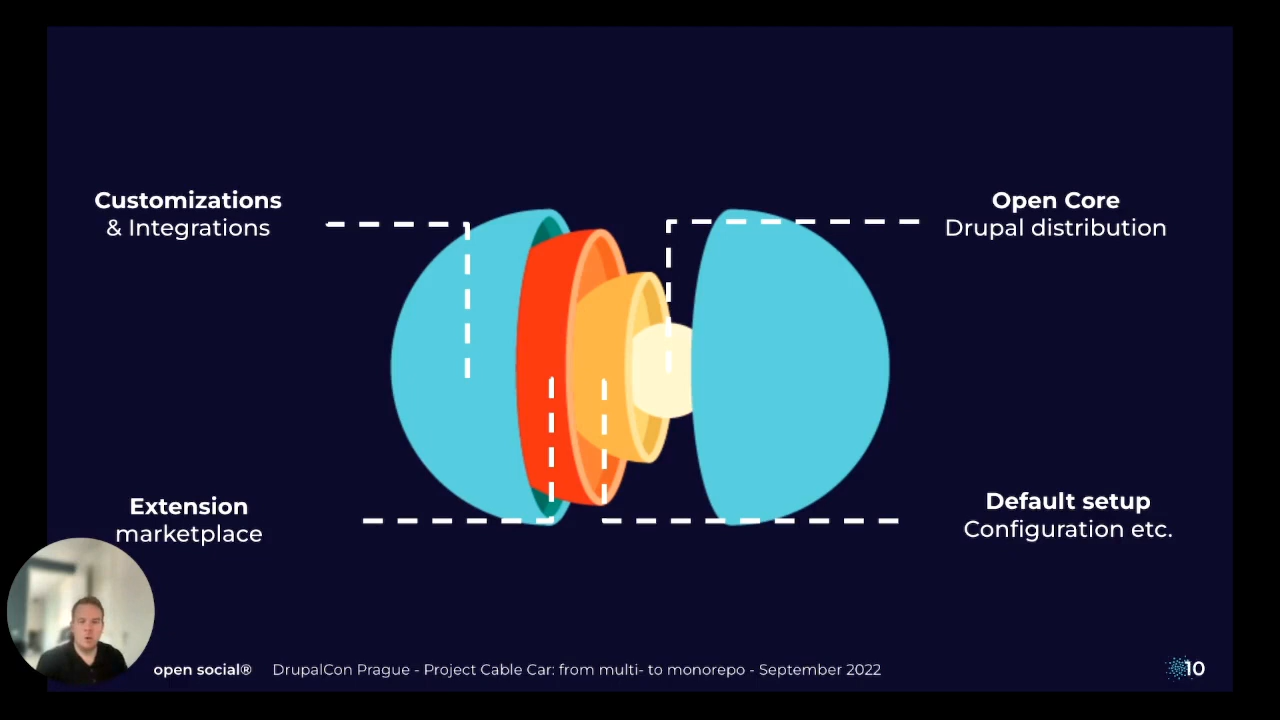 Customizations
& Integrations
Open Core
Drupal distribution
Extension
marketplace
Default setup
Configuration etc.
open social® DrupalCon Prague - Project Cable Car: from multi- to monorepo - September 2022
10